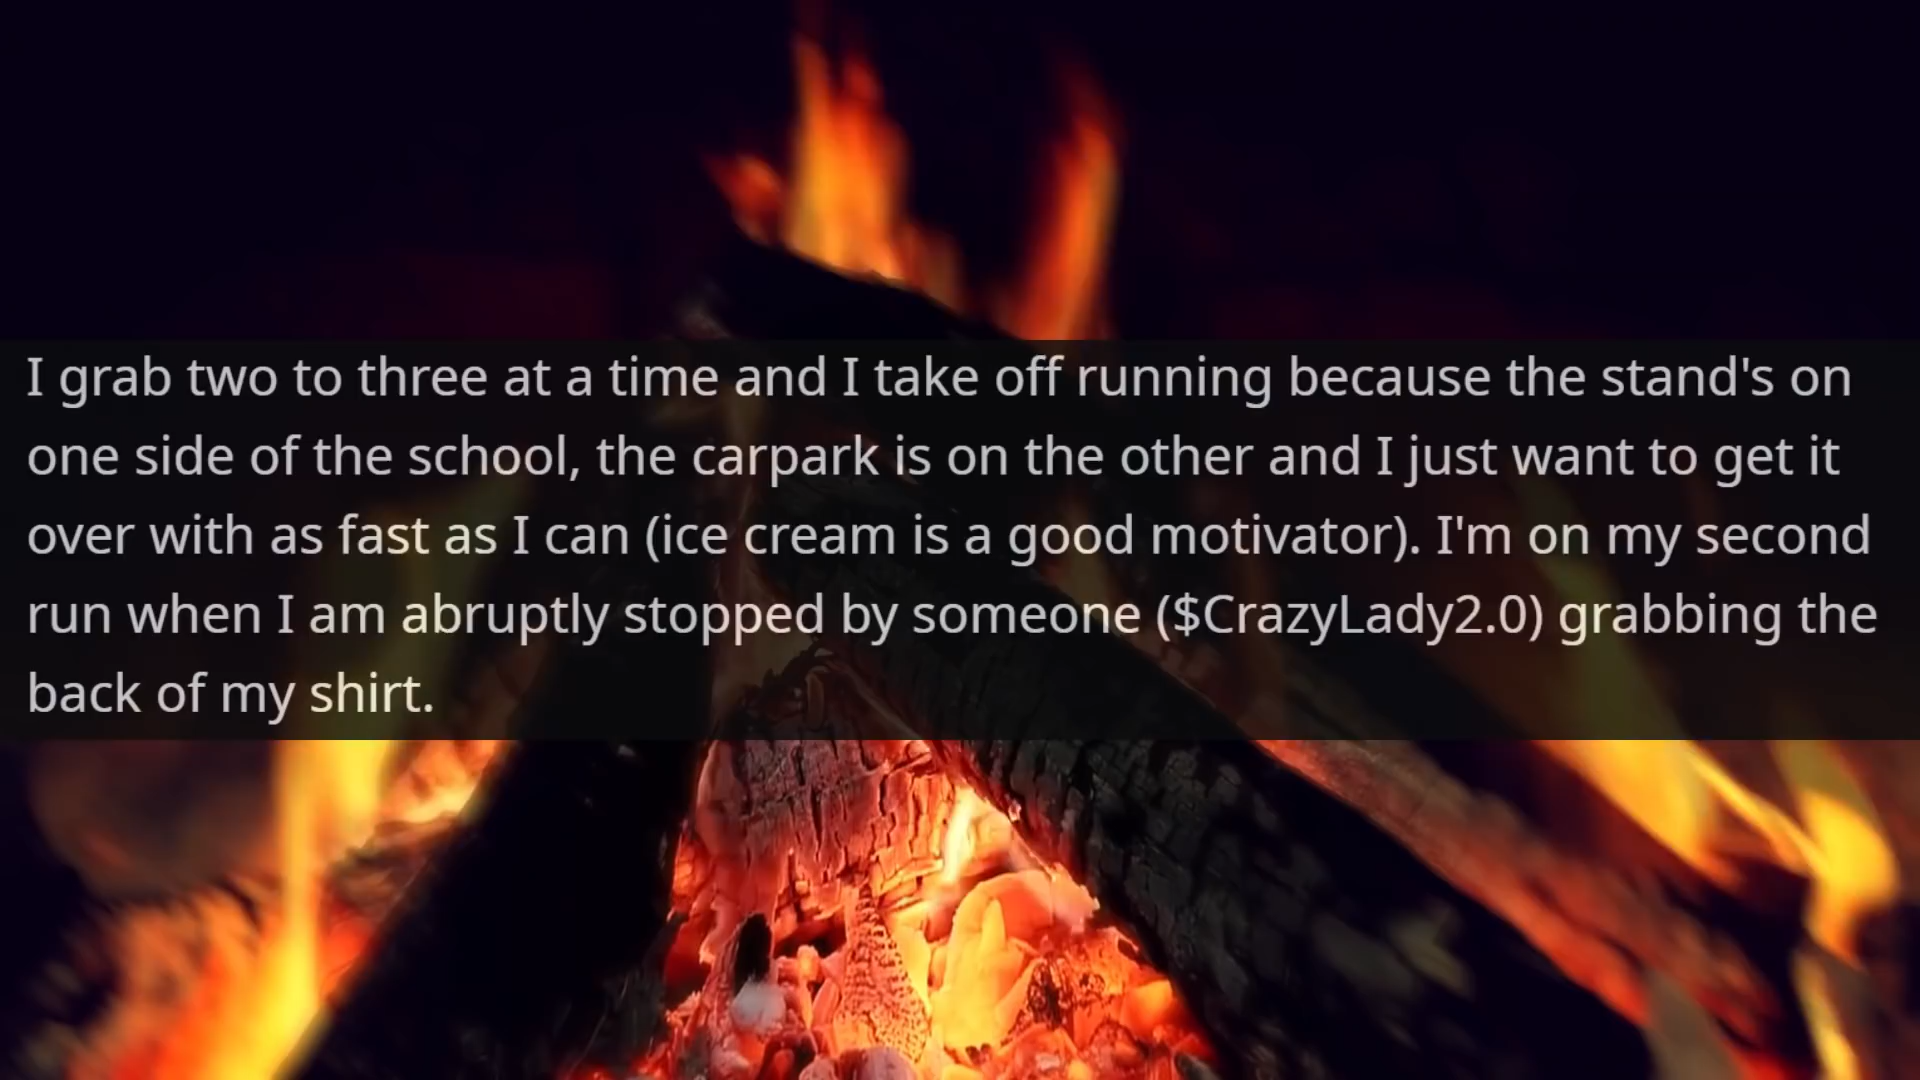 I grab two to three at a time and I take off running because the stand's on
one side of the school, the carpark is on the other and I just want to get it
over with as fast as I can (ice cream is a good motivator). I'm on my second
run when I am abruptly stopped by someone ($CrazyLady2.0) grabbing the
back of my shirt.